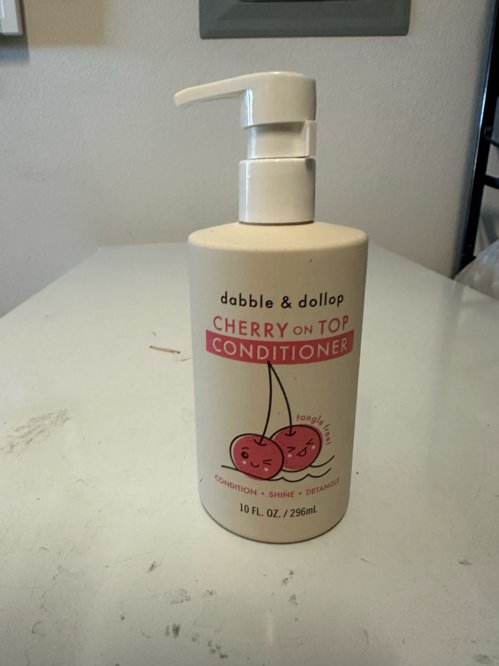 dabble & dollop
CHERRY ON TOP
CONDITIONER
tangle free!
CONDITION • SHINE • DETANGLE
10 FL. OZ. / 296mL